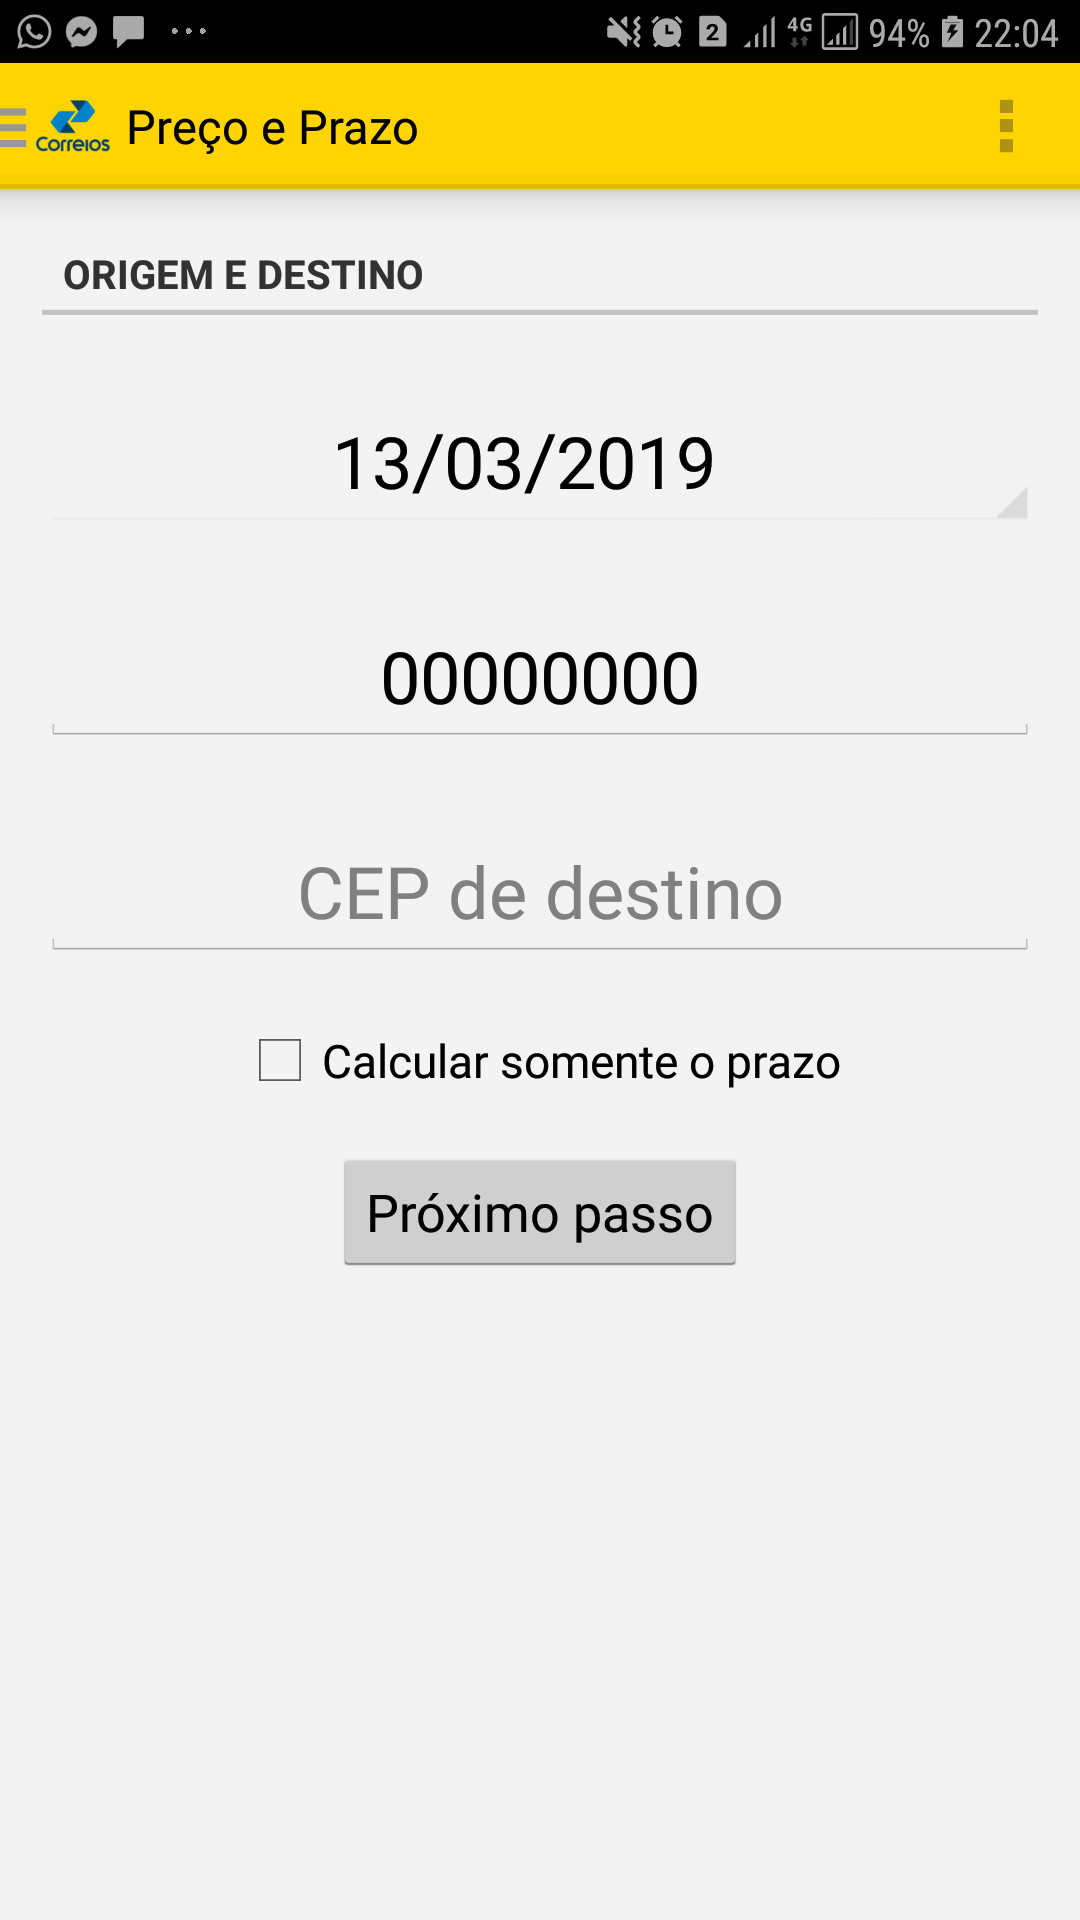 2 4G 94% 22:04
Correios Preço e Prazo
ORIGEM E DESTINO
13/03/2019
00000000
CEP de destino
Calcular somente o prazo
Próximo passo